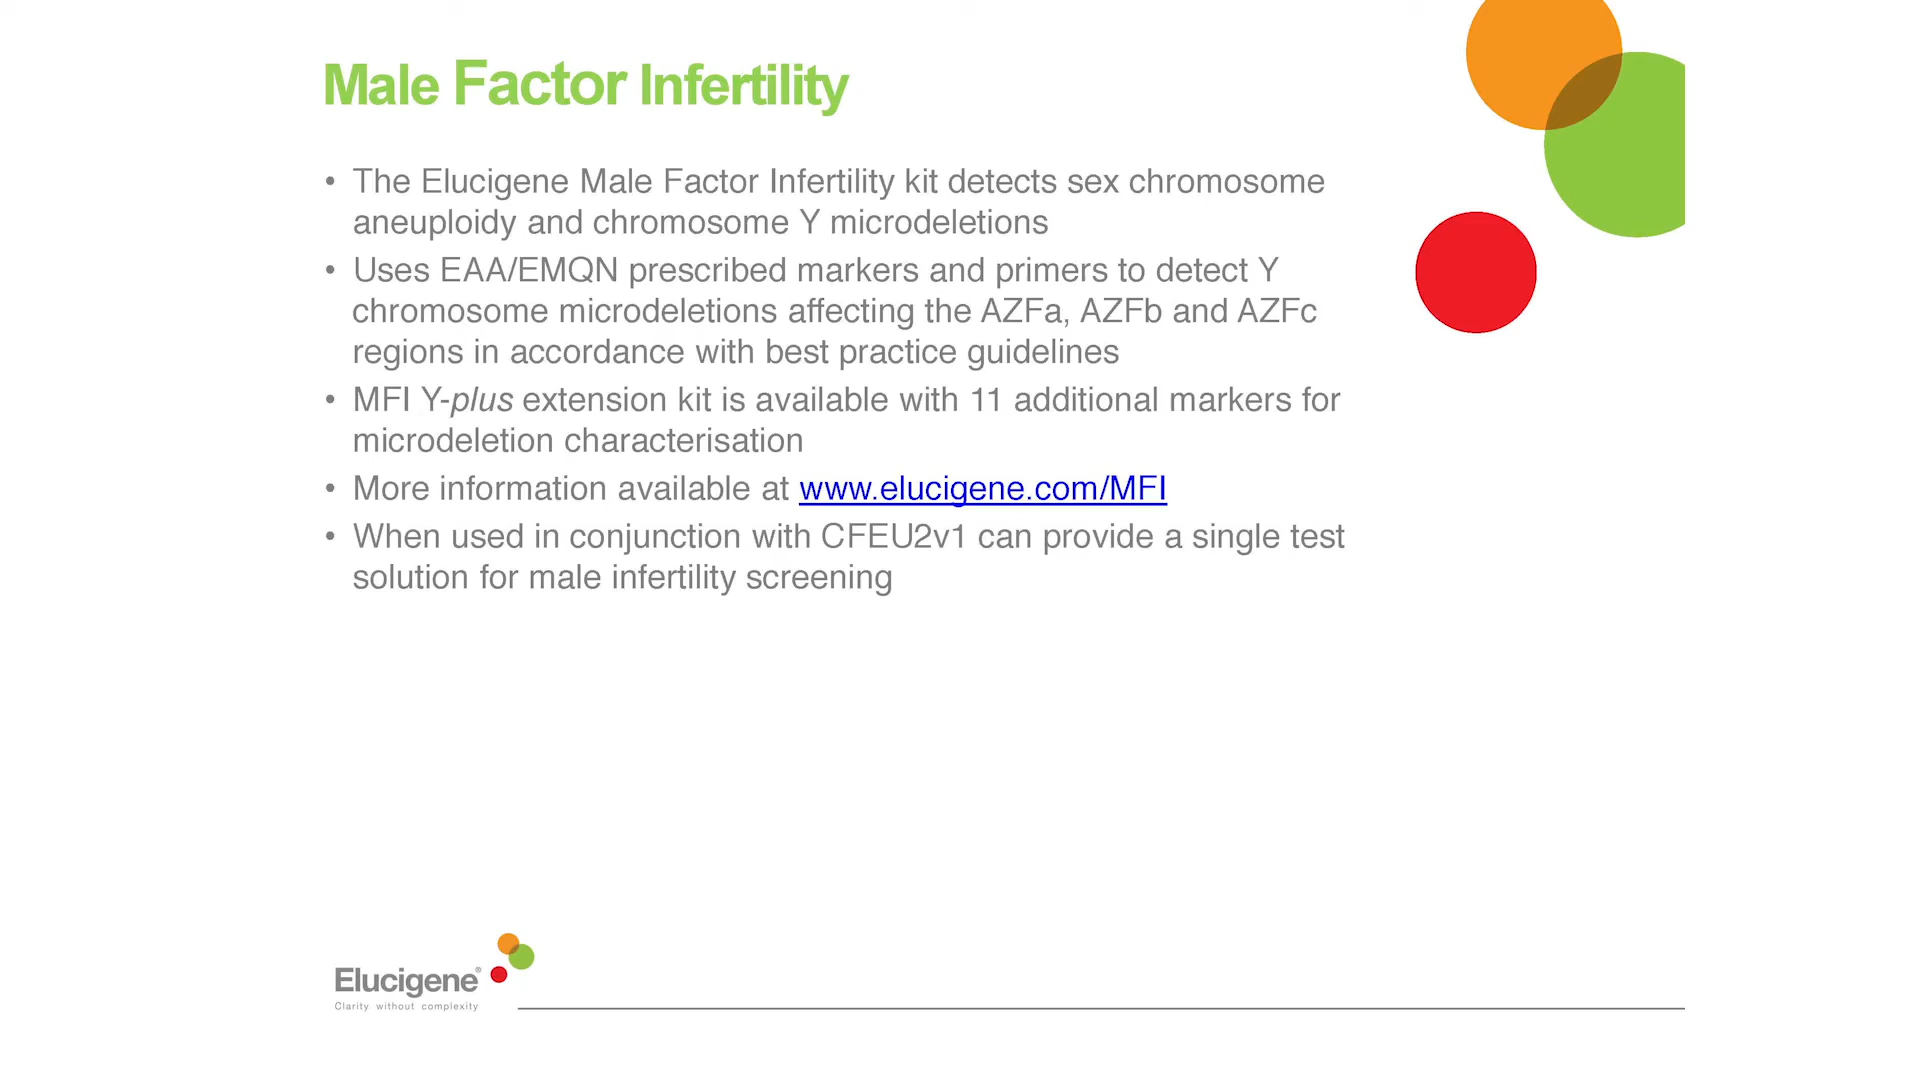 Male Factor Infertility
• The Elucigene Male Factor Infertility kit detects sex chromosome
aneuploidy and chromosome Y microdeletions
• Uses EAA/EMQN prescribed markers and primers to detect Y
chromosome microdeletions affecting the AZFa, AZFb and AZFc
regions in accordance with best practice guidelines
• MFI Y-plus extension kit is available with 11 additional markers for
microdeletion characterisation
• More information available at www.elucigene.com/MFI
• When used in conjunction with CFEU2v1 can provide a single test
solution for male infertility screening
Elucigene®
Clarity without complexity